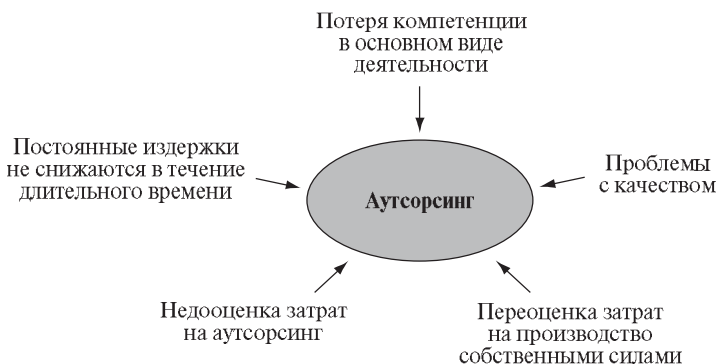 Потеря компетенции
в основном виде
деятельности
Постоянные издержки
не снижаются в течение
длительного времени
Проблемы
с качеством
Аутсорсинг
Недооценка затрат
на аутсорсинг
Переоценка затрат
на производство
собственными силами